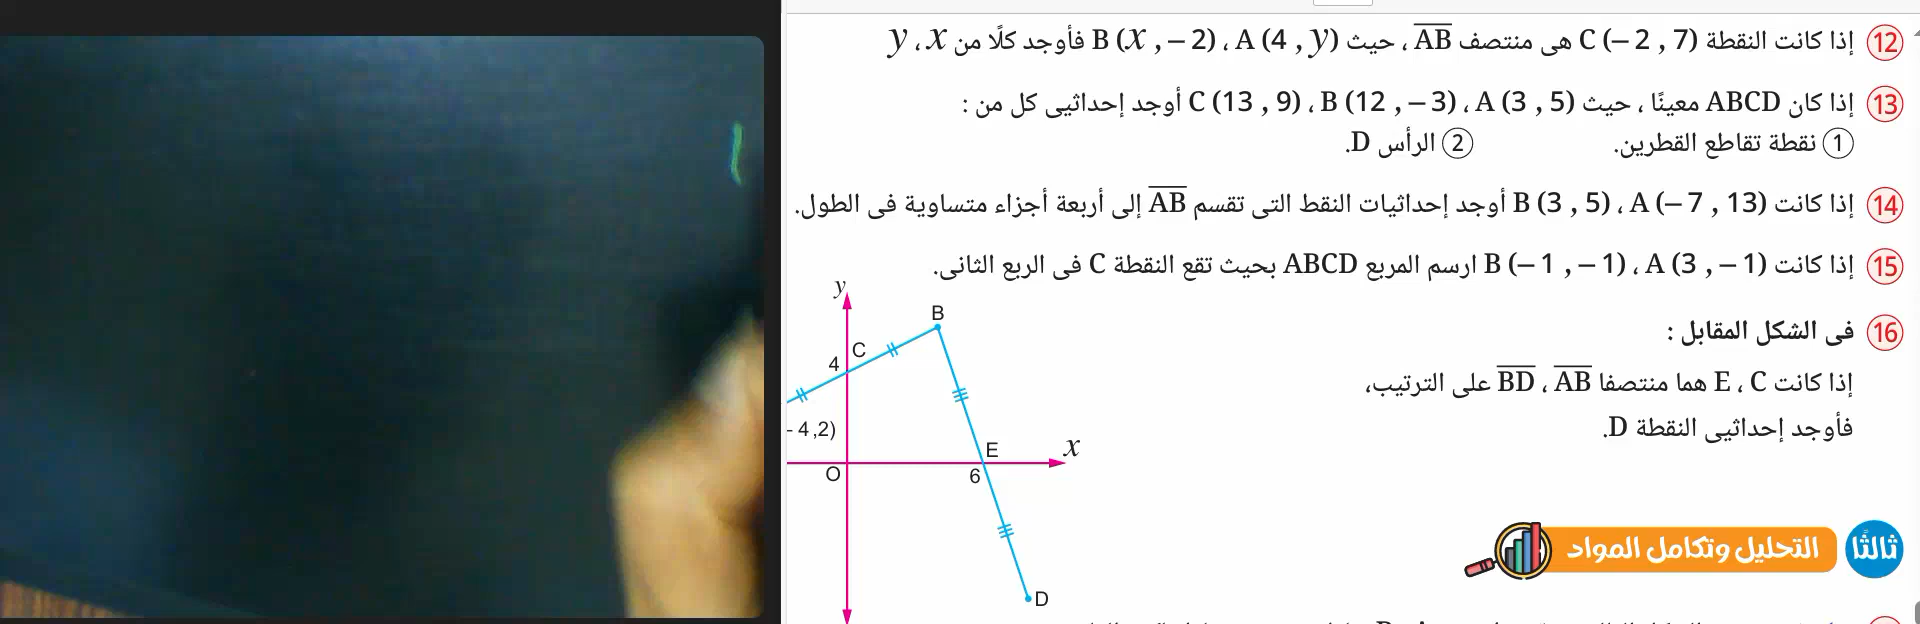 12 إذا كانت النقطة C (– 2 , 7) هى منتصف AB ، حيث B (x , – 2) ، A (4 , y) فأوجد كلًا من y ، x
13 إذا كان ABCD معينًا ، حيث C (13 , 9) ، B (12 , – 3) ، A (3 , 5) أوجد إحداثيى كل من :
1 نقطة تقاطع القطرين. 2 الرأس D.
14 إذا كانت B (3 , 5) ، A (– 7 , 13) أوجد إحداثيات النقط التى تقسم AB إلى أربعة أجزاء متساوية فى الطول.
15 إذا كانت B (– 1 , – 1) ، A (3 , – 1) ارسم المربع ABCD بحيث تقع النقطة C فى الربع الثانى.
16 فى الشكل المقابل :
إذا كانت E ، C هما منتصفا BD ، AB على الترتيب،
فأوجد إحداثيى النقطة D.
y
B
C
4
– 4 ,2)
E
x
O
6
D
ثالثًا التحليل وتكامل المواد